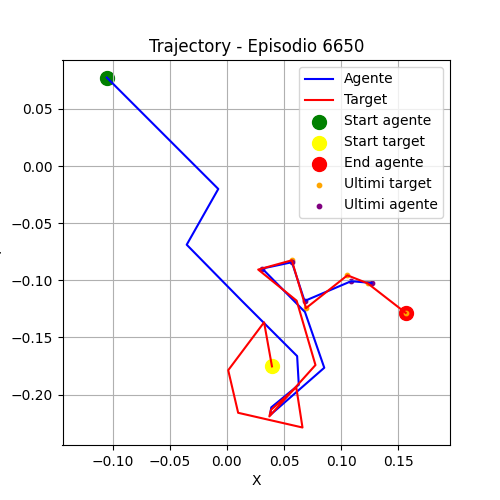 Trajectory - Episodio 6650
Agente
Target
Start agente
Start target
End agente
Ultimi target
Ultimi agente
0.05
0.00
−0.05
−0.10
−0.15
−0.20
−0.10
−0.05
0.00
0.05
0.10
0.15
X